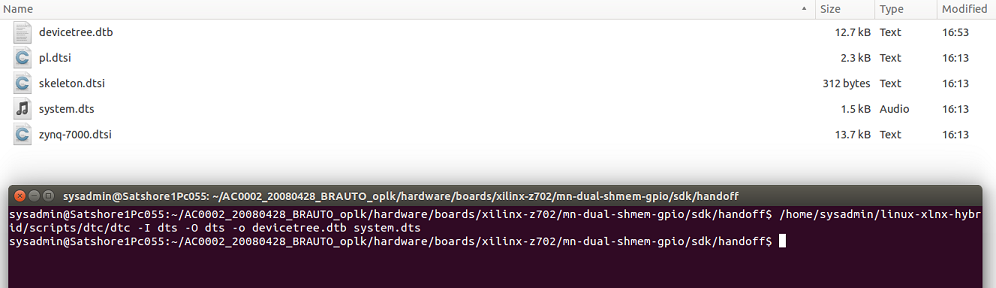 Name Size Type Modified
devicetree.dtb 12.7 kB Text 16:53
pl.dtsi 2.3 kB Text 16:13
skeleton.dtsi 312 bytes Text 16:13
system.dts 1.5 kB Audio 16:13
zynq-7000.dtsi 13.7 kB Text 16:13
sysadmin@Satshore1Pc055: ~/AC0002_20080428_BRAUTO_oplk/hardware/boards/xilinx-z702/mn-dual-shmem-gpio/sdk/handoff
sysadmin@Satshore1Pc055:~/AC0002_20080428_BRAUTO_oplk/hardware/boards/xilinx-z702/mn-dual-shmem-gpio/sdk/handoff$ /home/sysadmin/linux-xlnx-hyb
rid/scripts/dtc/dtc -I dts -O dts -o devicetree.dtb system.dts
sysadmin@Satshore1Pc055:~/AC0002_20080428_BRAUTO_oplk/hardware/boards/xilinx-z702/mn-dual-shmem-gpio/sdk/handoff$